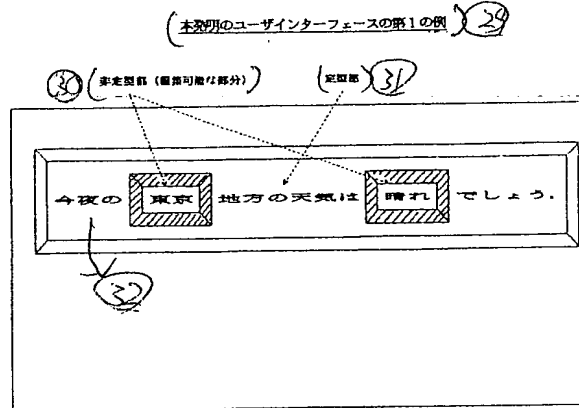 (本発明のユーザインターフェースの第1の例) 29
30 (非定型部(編集可能な部分)) (定型部) 31
今夜の 東京 地方の天気は 晴れ でしょう.
32